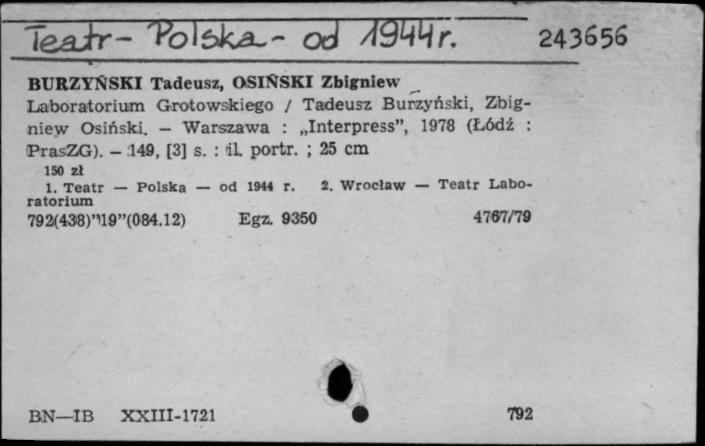 Teatr - Polska - od 1944 r. 243656
BURZYŃSKI Tadeusz, OSIŃSKI Zbigniew
Laboratorium Grotowskiego / Tadeusz Burzyński, Zbig-
niew Osiński. — Warszawa : „Interpress”, 1978 (Łódź :
PrasZG). — 149, [3] s. : il. portr. ; 25 cm
150 zł
1. Teatr — Polska — od 1944 r. 2. Wrocław — Teatr Labo-
ratorium
792(438)”19”(084.12) Egz. 9350 4767/79
BN—IB XXIII-1721 792